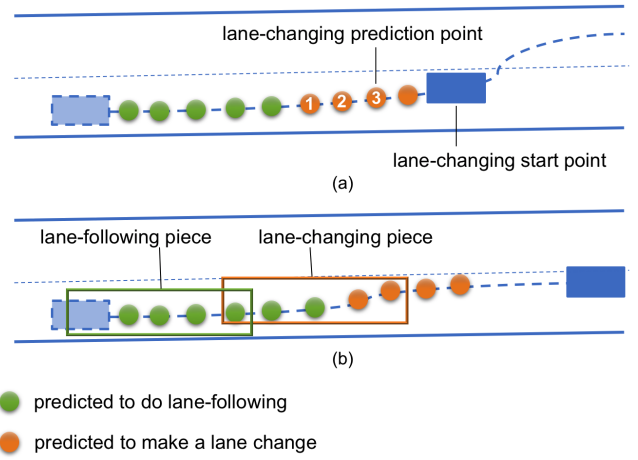 lane-changing prediction point
1 2 3
lane-changing start point
(a)
lane-following piece lane-changing piece
(b)
predicted to do lane-following
predicted to make a lane change